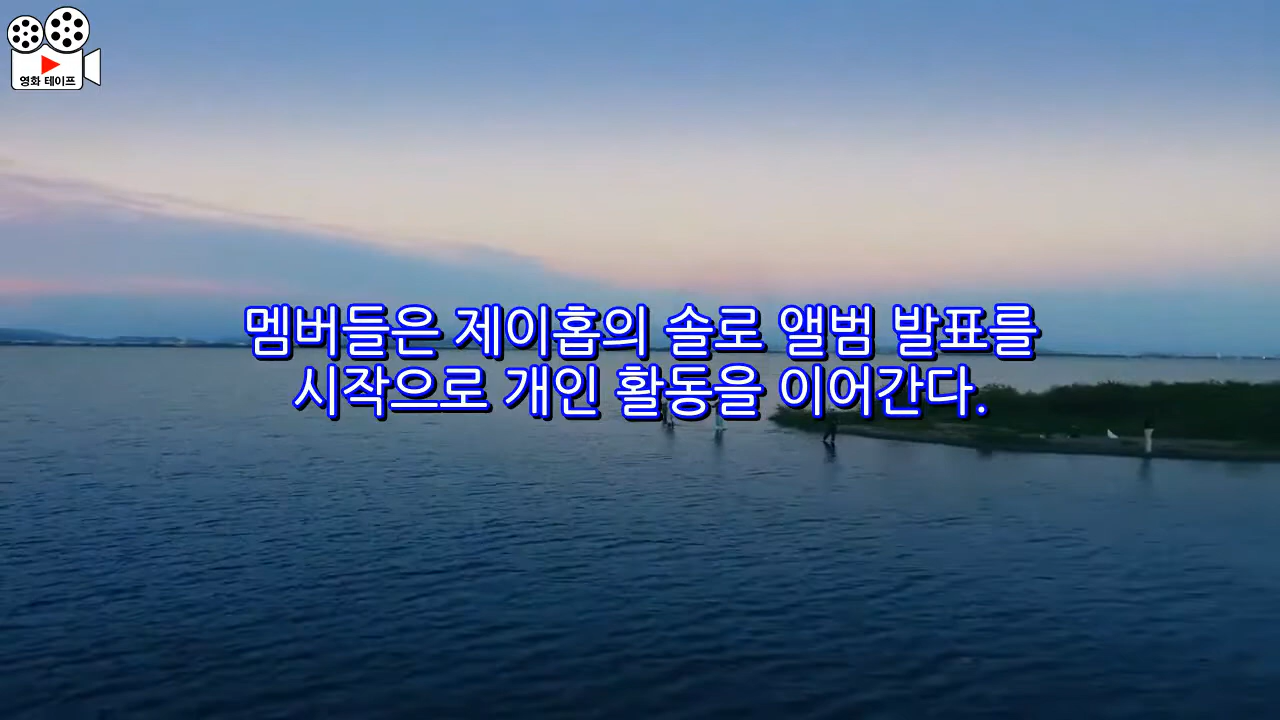 영화 테이프
멤버들은 제이홉의 솔로 앨범 발표를
시작으로 개인 활동을 이어간다.